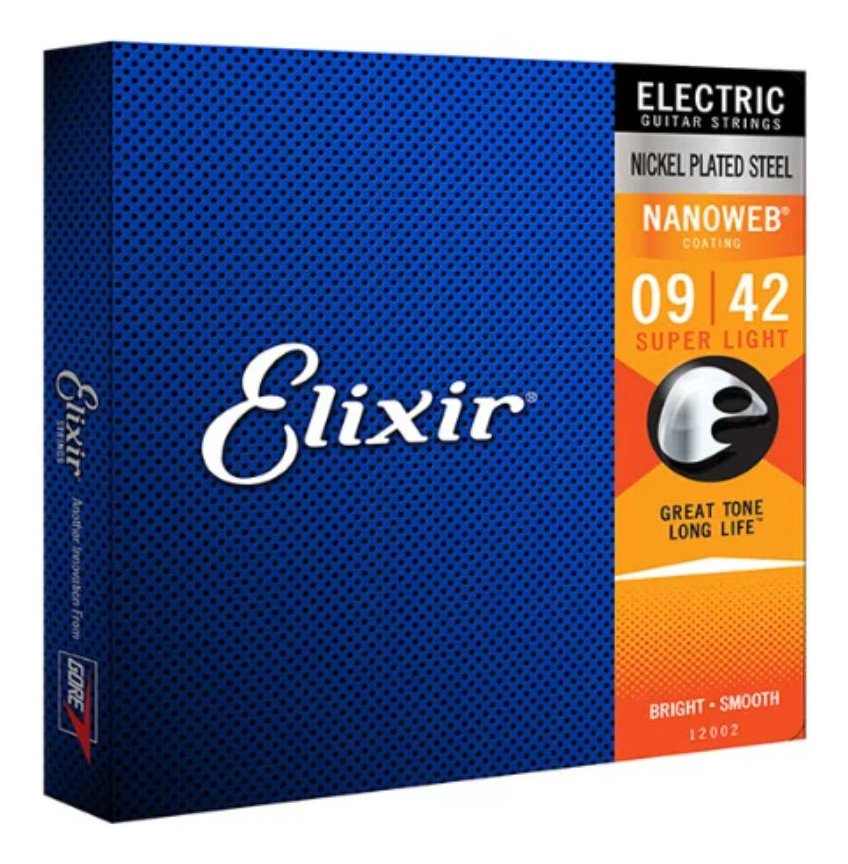 Elixir
STRINGS
Another Innovation From
GORE
Elixir®
ELECTRIC
GUITAR STRINGS
NICKEL PLATED STEEL
NANOWEB®
COATING
09 | 42
SUPER LIGHT
GREAT TONE
LONG LIFE™
BRIGHT • SMOOTH
12002